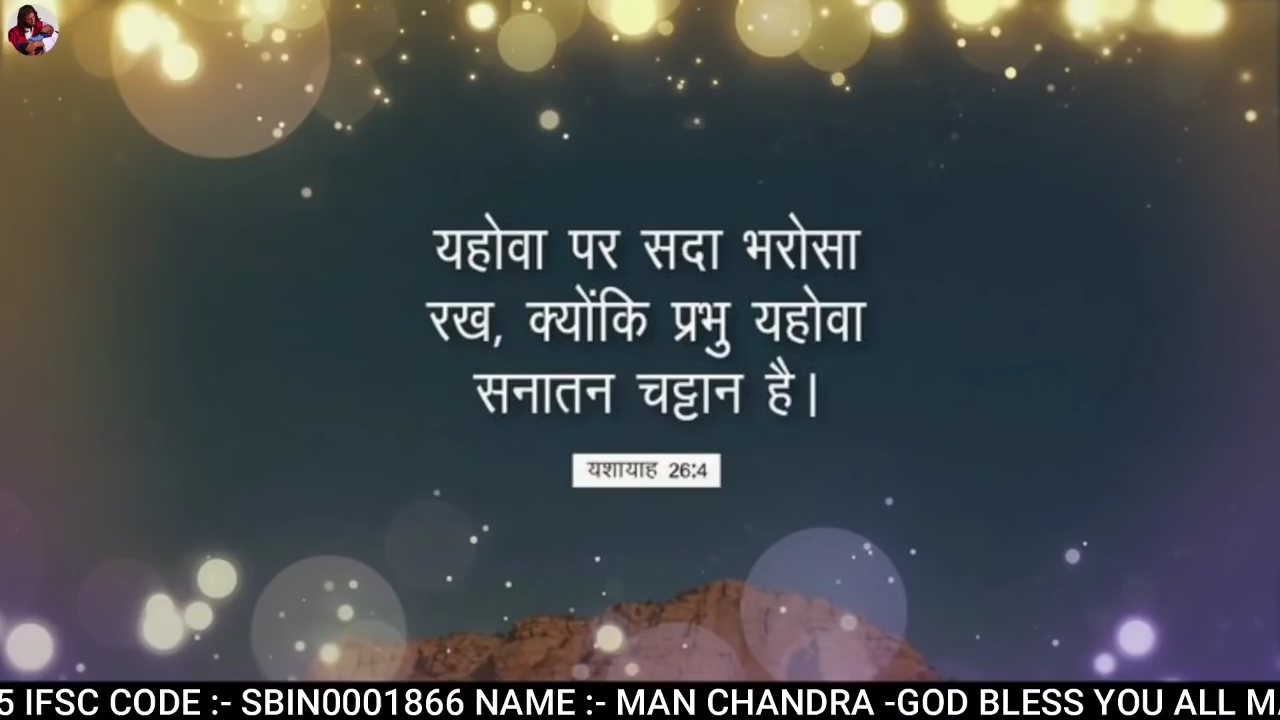 यहोवा पर सदा भरोसा
रख, क्योंकि प्रभु यहोवा
सनातन चट्टान है।
यशायाह 26:4
5 IFSC CODE :- SBIN0001866 NAME :- MAN CHANDRA -GOD BLESS YOU ALL M